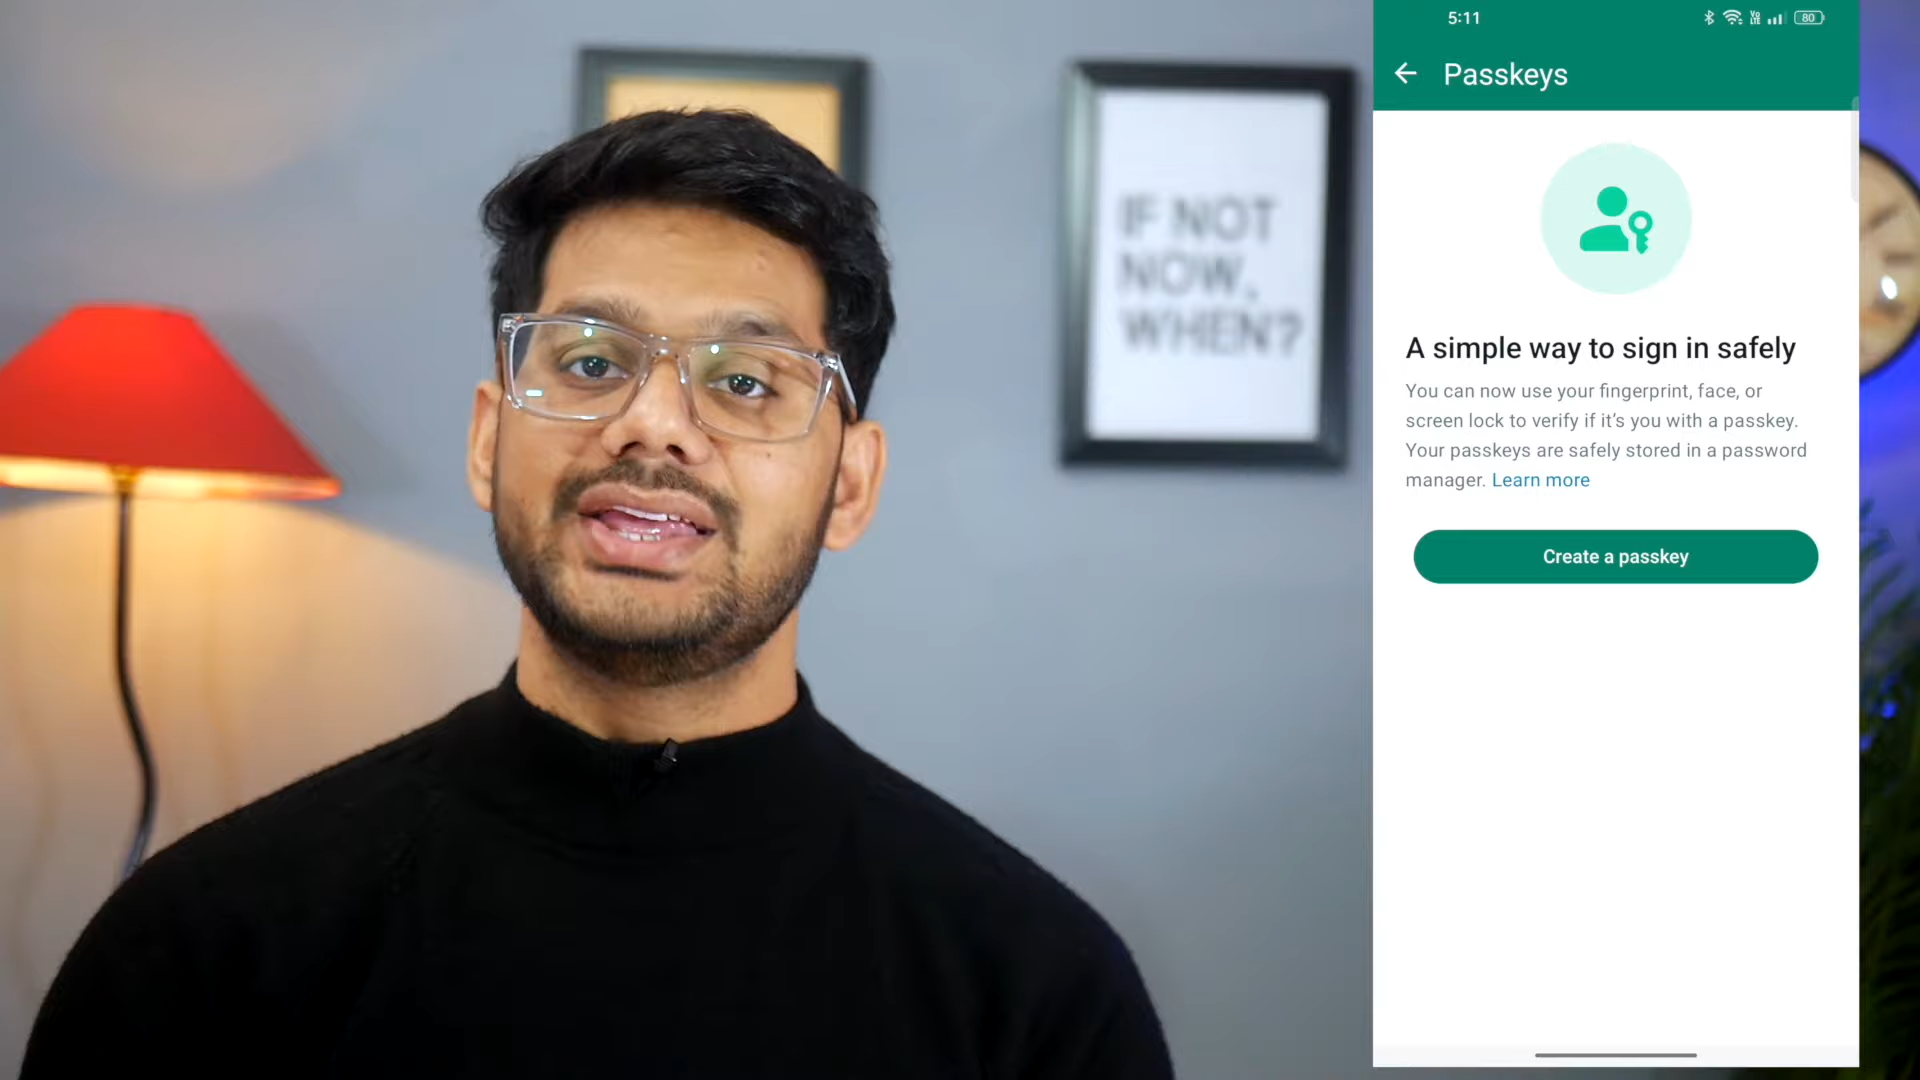 IF NOT
NOW,
WHEN?
5:11
80
Passkeys
A simple way to sign in safely
You can now use your fingerprint, face, or
screen lock to verify if it’s you with a passkey.
Your passkeys are safely stored in a password
manager. Learn more
Create a passkey